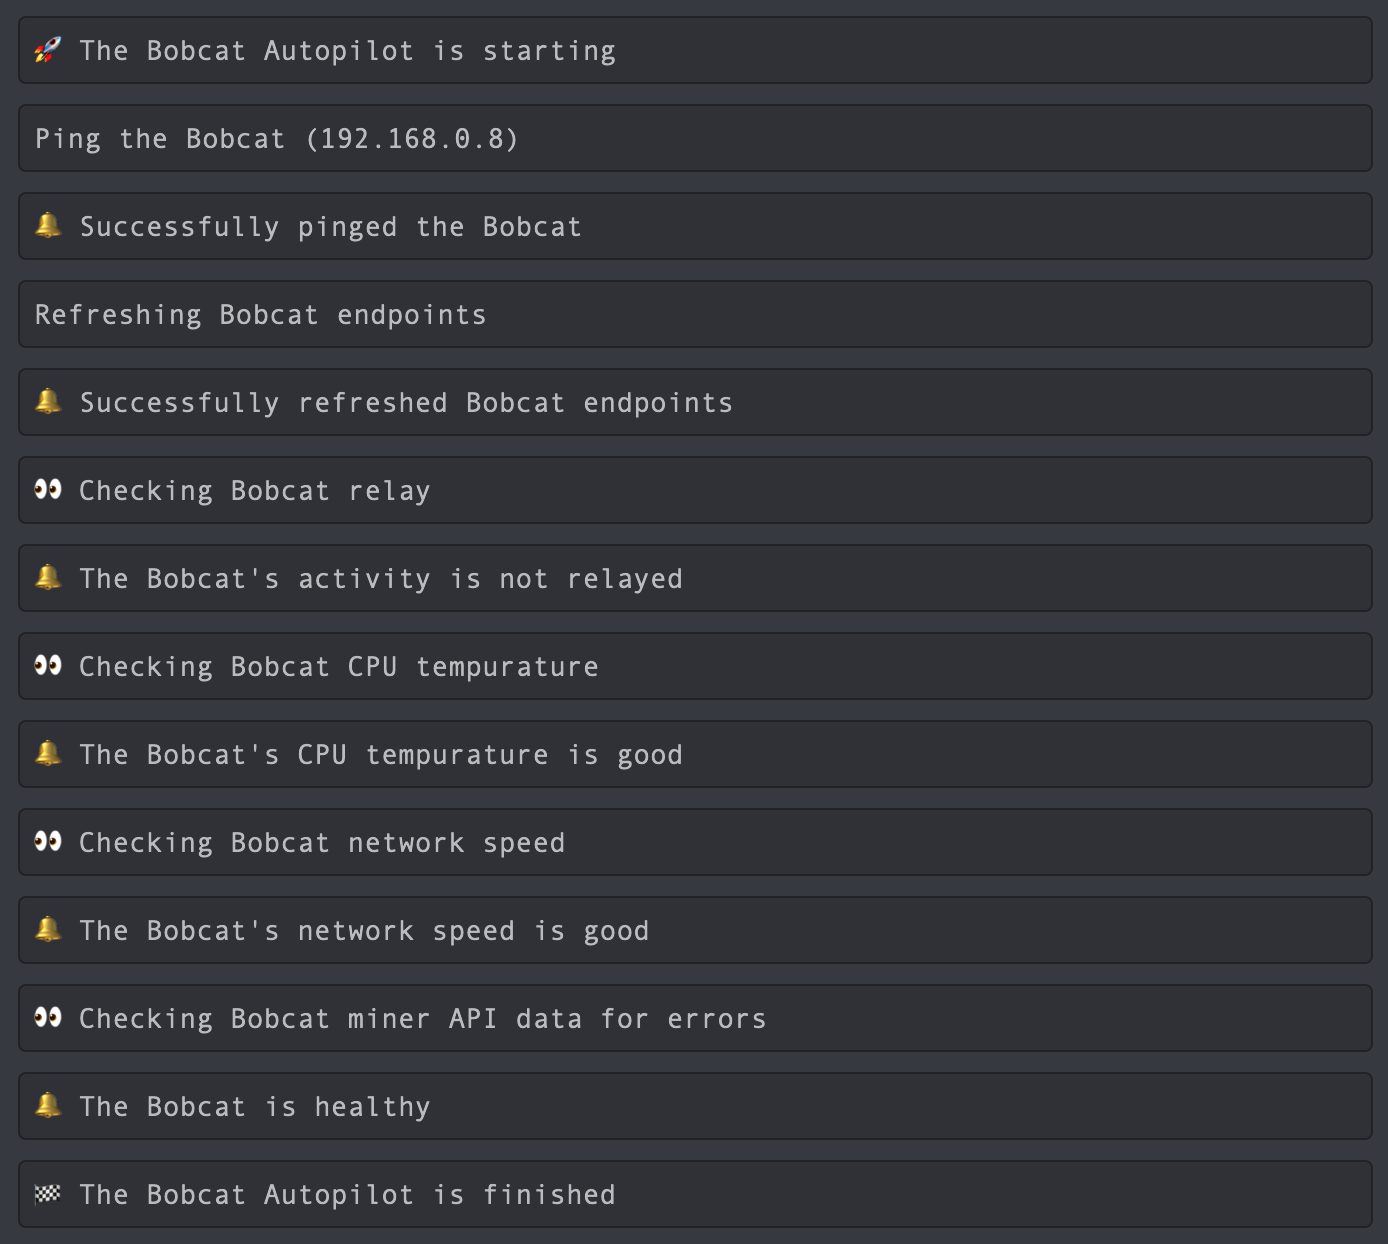 🚀 The Bobcat Autopilot is starting
Ping the Bobcat (192.168.0.8)
🔔 Successfully pinged the Bobcat
Refreshing Bobcat endpoints
🔔 Successfully refreshed Bobcat endpoints
👀 Checking Bobcat relay
🔔 The Bobcat's activity is not relayed
👀 Checking Bobcat CPU tempurature
🔔 The Bobcat's CPU tempurature is good
👀 Checking Bobcat network speed
🔔 The Bobcat's network speed is good
👀 Checking Bobcat miner API data for errors
🔔 The Bobcat is healthy
🏁 The Bobcat Autopilot is finished